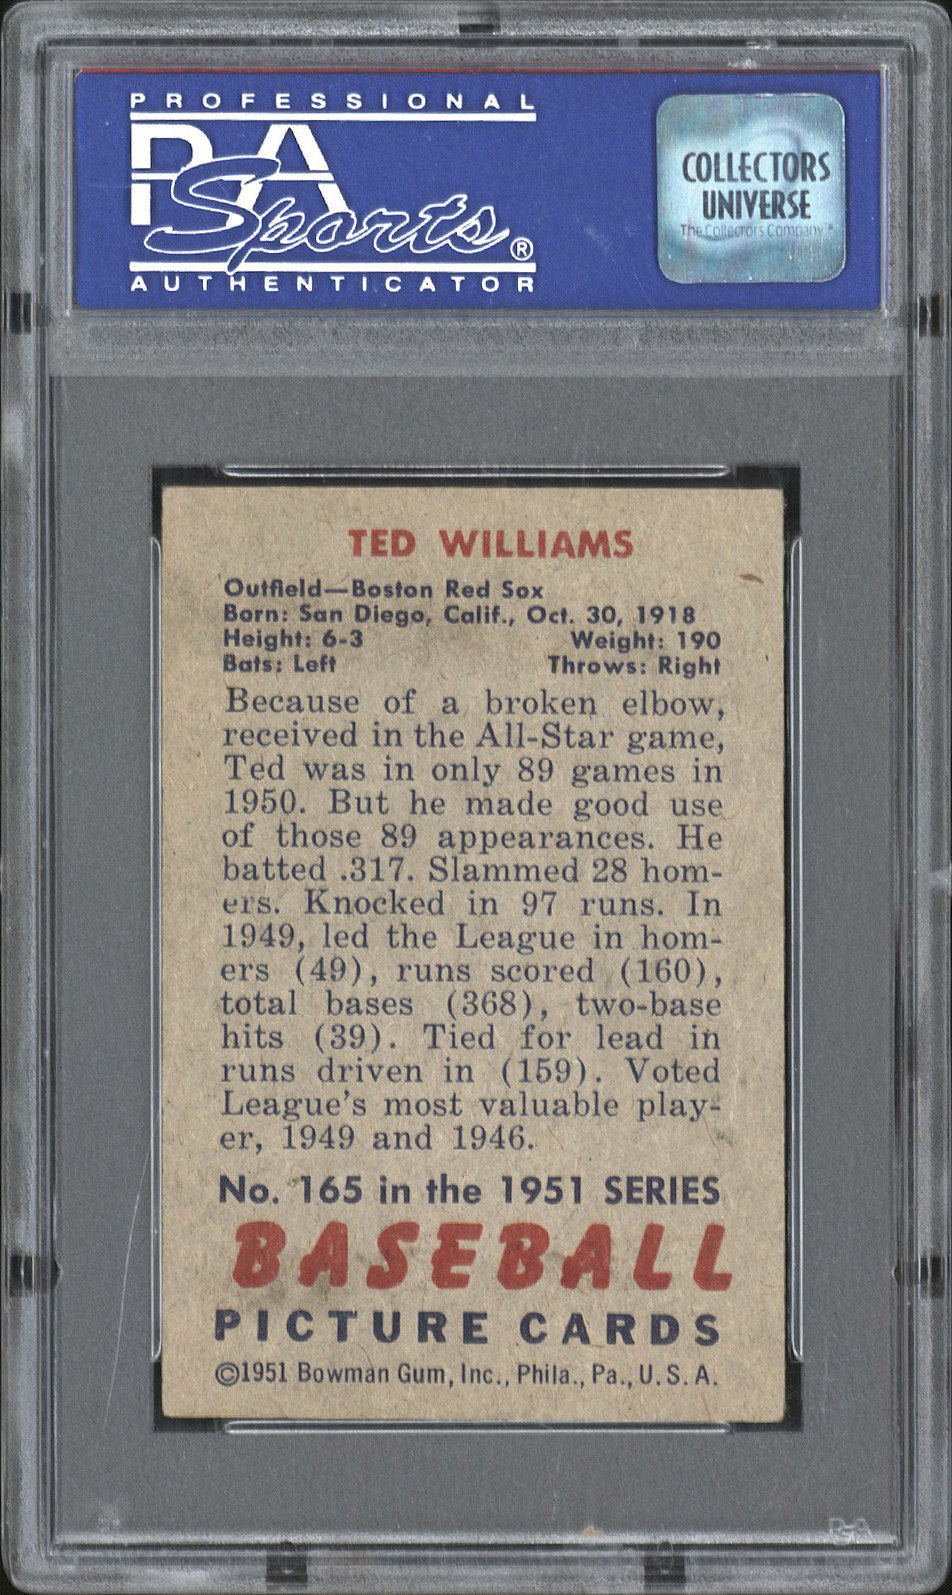 PROFESSIONAL
PSA
Sports®
AUTHENTICATOR
COLLECTORS
UNIVERSE
The Collectors Company™
TED WILLIAMS
Outfield—Boston Red Sox
Born: San Diego, Calif., Oct. 30, 1918
Height: 6-3 Weight: 190
Bats: Left Throws: Right
Because of a broken elbow,
received in the All-Star game,
Ted was in only 89 games in
1950. But he made good use
of those 89 appearances. He
batted .317. Slammed 28 hom-
ers. Knocked in 97 runs. In
1949, led the League in hom-
ers (49), runs scored (160),
total bases (368), two-base
hits (39). Tied for lead in
runs driven in (159). Voted
League's most valuable play-
er, 1949 and 1946.
No. 165 in the 1951 SERIES
BASEBALL
PICTURE CARDS
©1951 Bowman Gum, Inc., Phila., Pa., U.S.A.
PSA